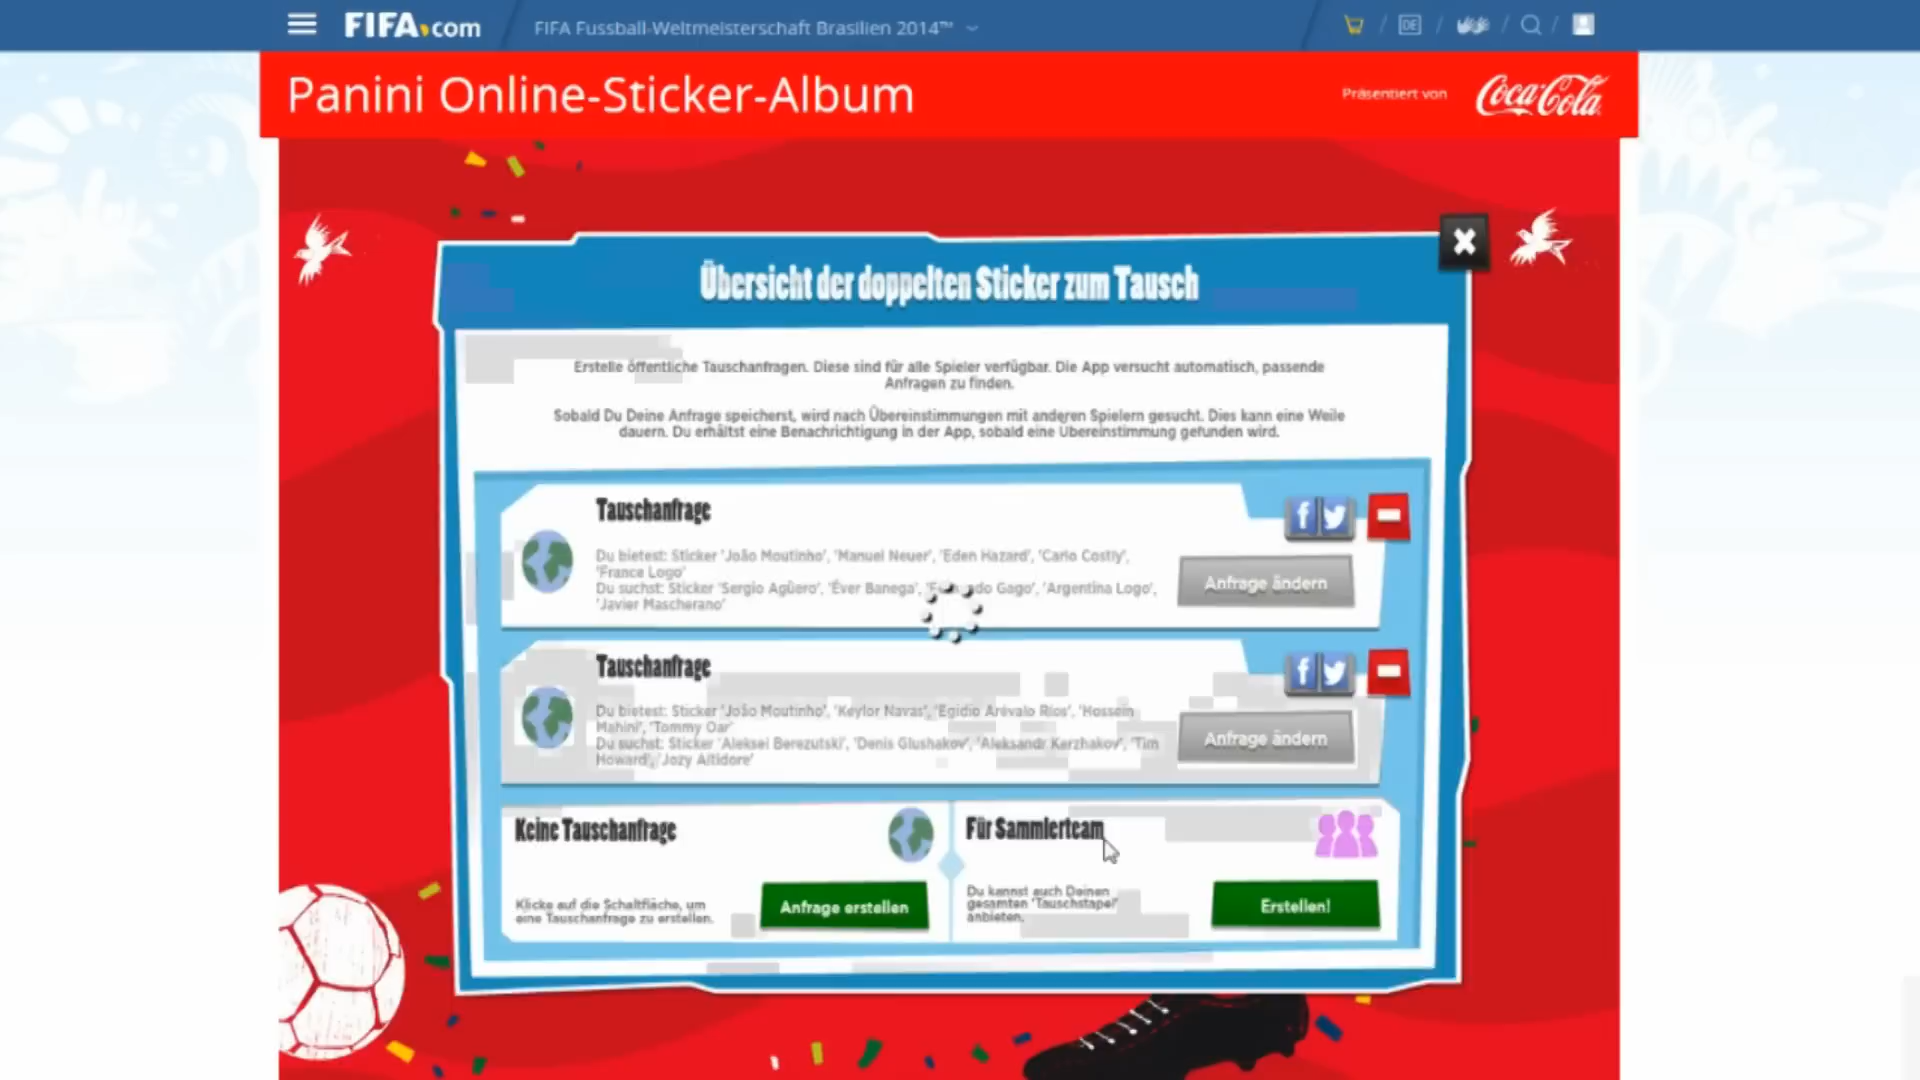 FIFA.com
FIFA Fussball-Weltmeisterschaft Brasilien 2014™
DE
Panini Online-Sticker-Album
Präsentiert von
Coca-Cola
Übersicht der doppelten Sticker zum Tausch
Erstelle öffentliche Tauschanfragen. Diese sind für alle Spieler verfügbar. Die App versucht automatisch, passende
Anfragen zu finden.
Sobald Du Deine Anfrage speicherst, wird nach Übereinstimmungen mit anderen Spielern gesucht. Dies kann eine Weile
dauern. Du erhältst eine Benachrichtigung in der App, sobald eine Übereinstimmung gefunden wird.
Tauschanfrage
Du bietest: Sticker 'João Moutinho', 'Manuel Neuer', 'Eden Hazard', 'Carlo Costly',
'France Logo'
Du suchst: Sticker 'Sergio Agüero', 'Éver Banega', Gago', 'Argentina Logo',
'Javier Mascherano'
Anfrage ändern
Tauschanfrage
Du bietest: Sticker 'João Moutinho', 'Keylor Navas', 'Egidio Arévalo Rios', 'Hossein
Mahini', 'Tommy Oar'
Du suchst: Sticker 'Aleksei Berezutski', 'Denis Glushakov', 'Aleksandr Kerzhakov', 'Tim
Howard', 'Jozy Altidore'
Anfrage ändern
Keine Tauschanfrage
Klicke auf die Schaltfläche, um
eine Tauschanfrage zu erstellen.
Anfrage erstellen
Für Sammlerteam
Du kannst auch Deinen
gesamten 'Tauschstapel'
anbieten.
Erstellen!